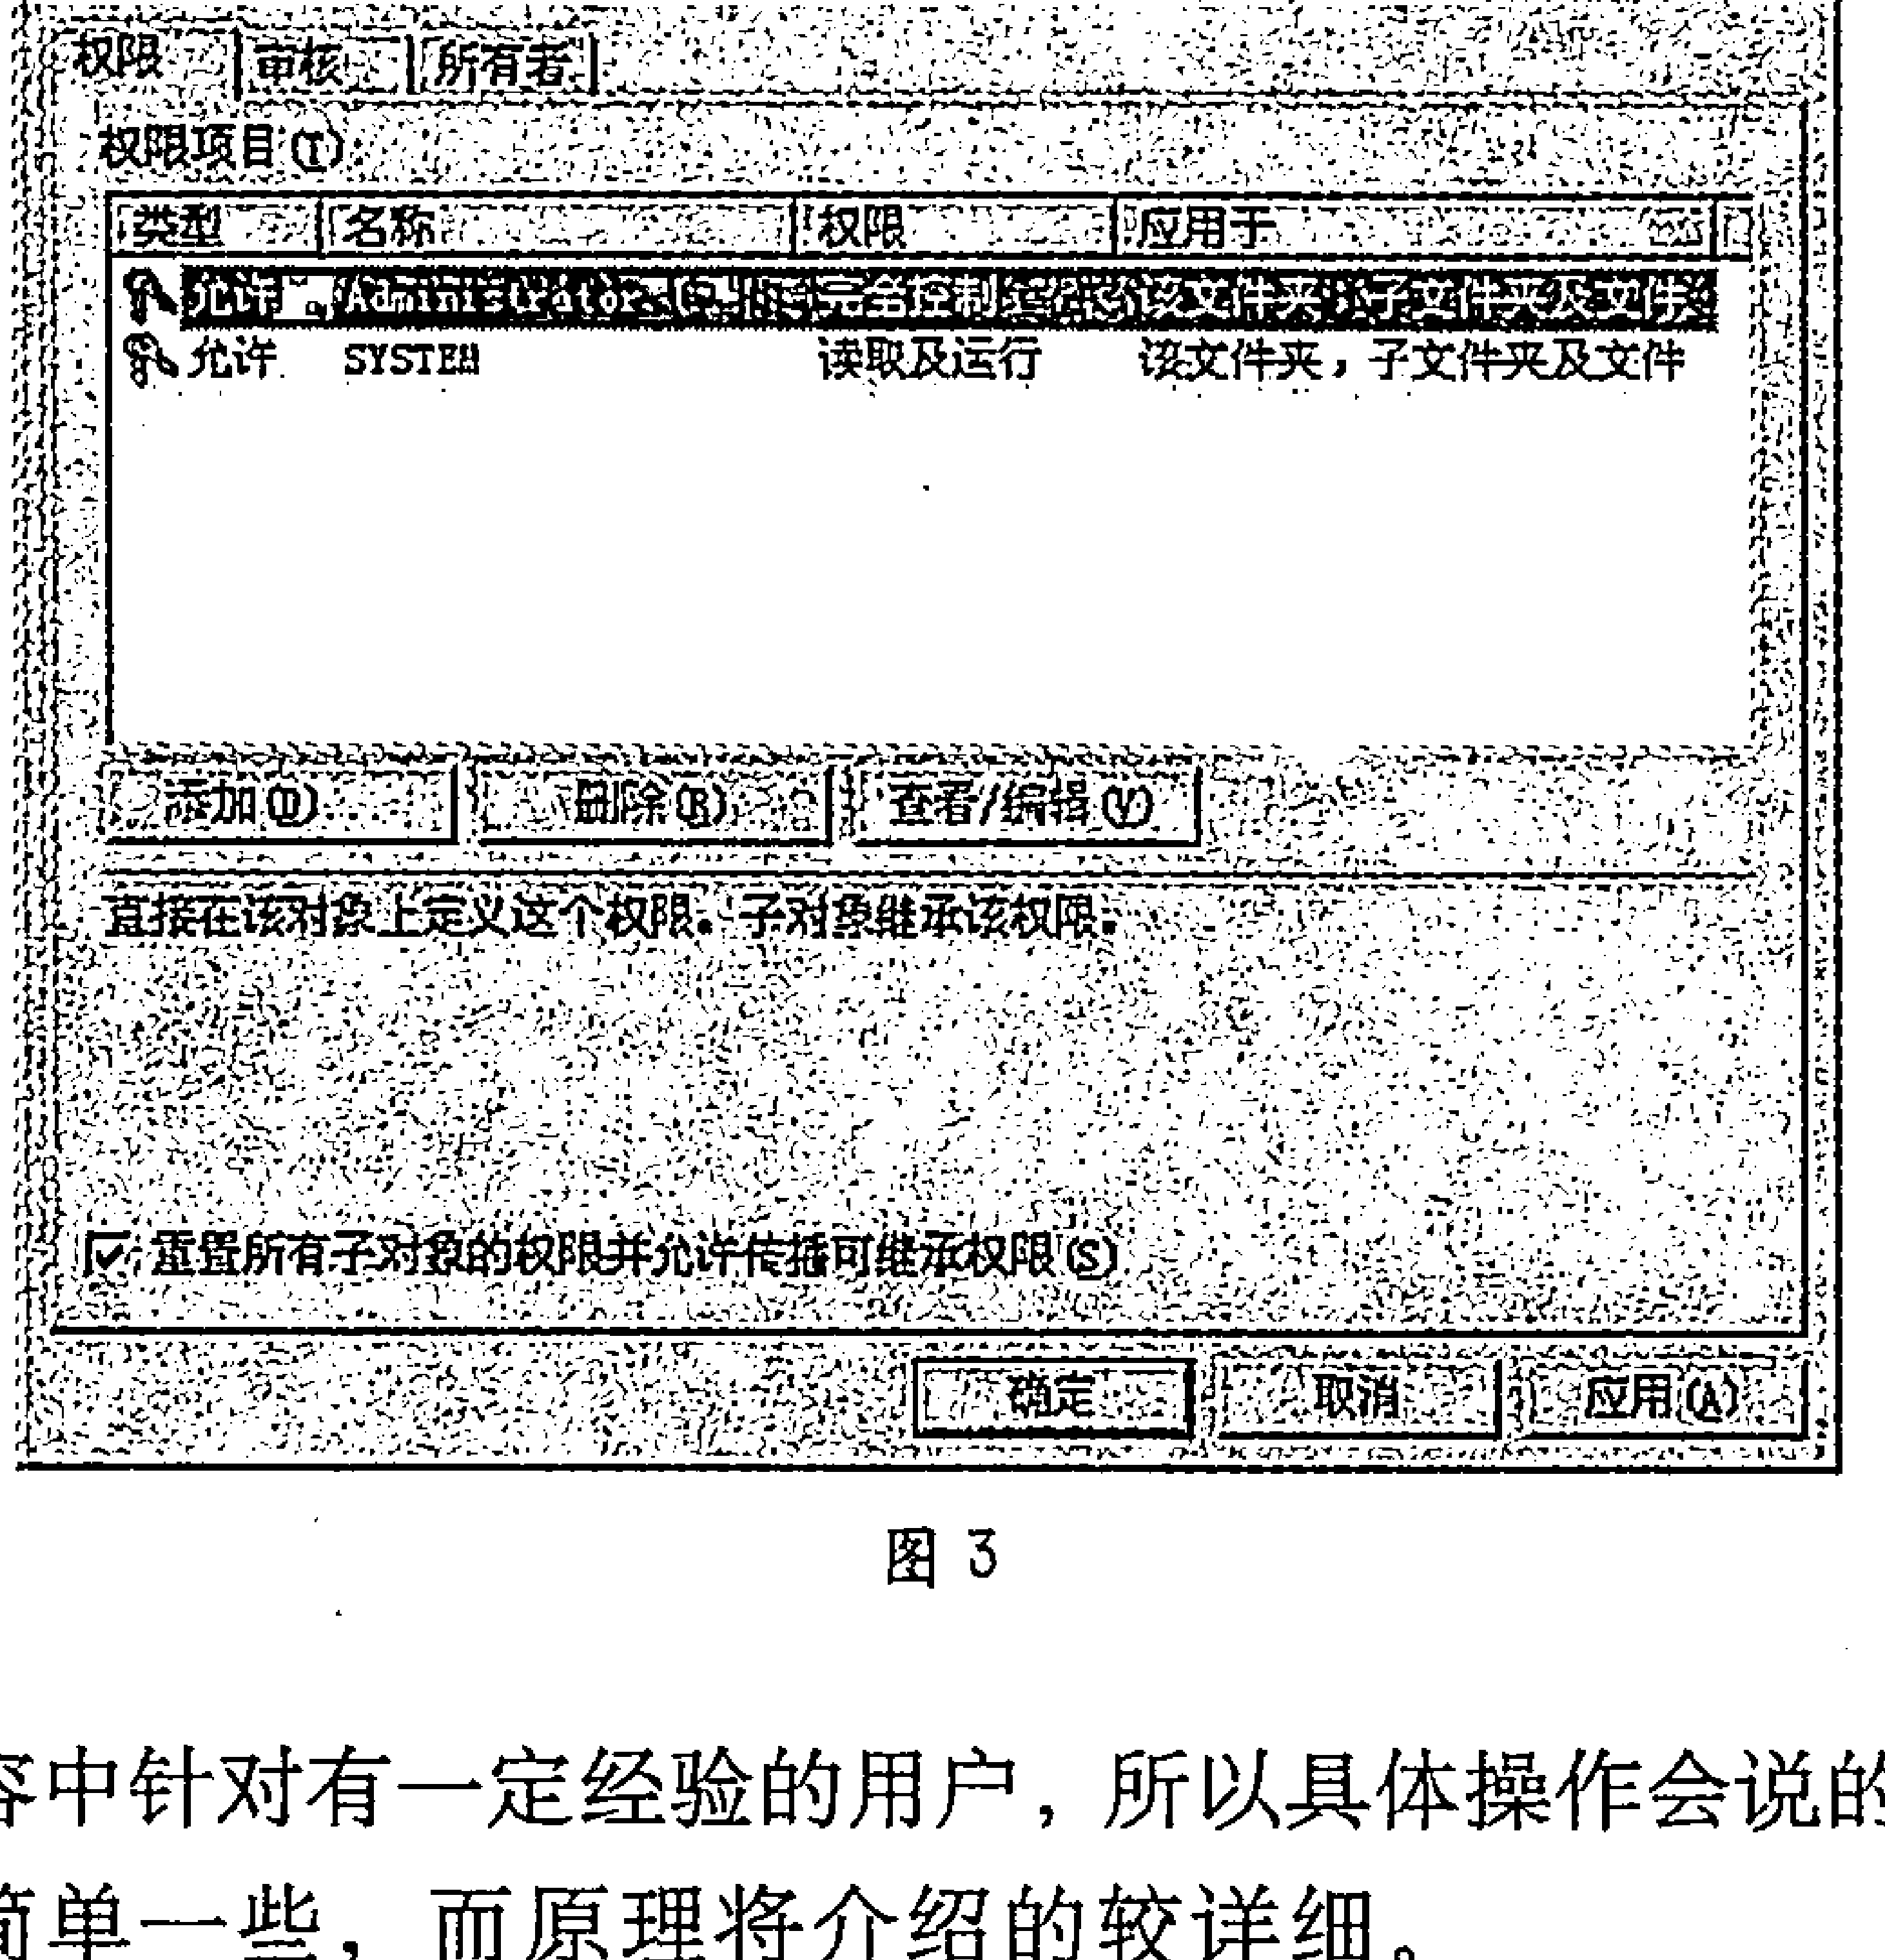 权限 审核 所有者
权限项目(T):
类型 名称 权限 应用于
允许 Administrator 完全控制 该文件夹，子文件夹及文件
允许 SYSTEM 读取及运行 该文件夹，子文件夹及文件
添加(D) 删除(R) 查看/编辑(V)
直接在该对象上定义这个权限。子对象继承该权限。
重置所有子对象的权限并允许传播可继承权限(S)
确定 取消 应用(A)
图 3
容中针对有一定经验的用户，所以具体操作会说的
简单一些，而原理将介绍的较详细。